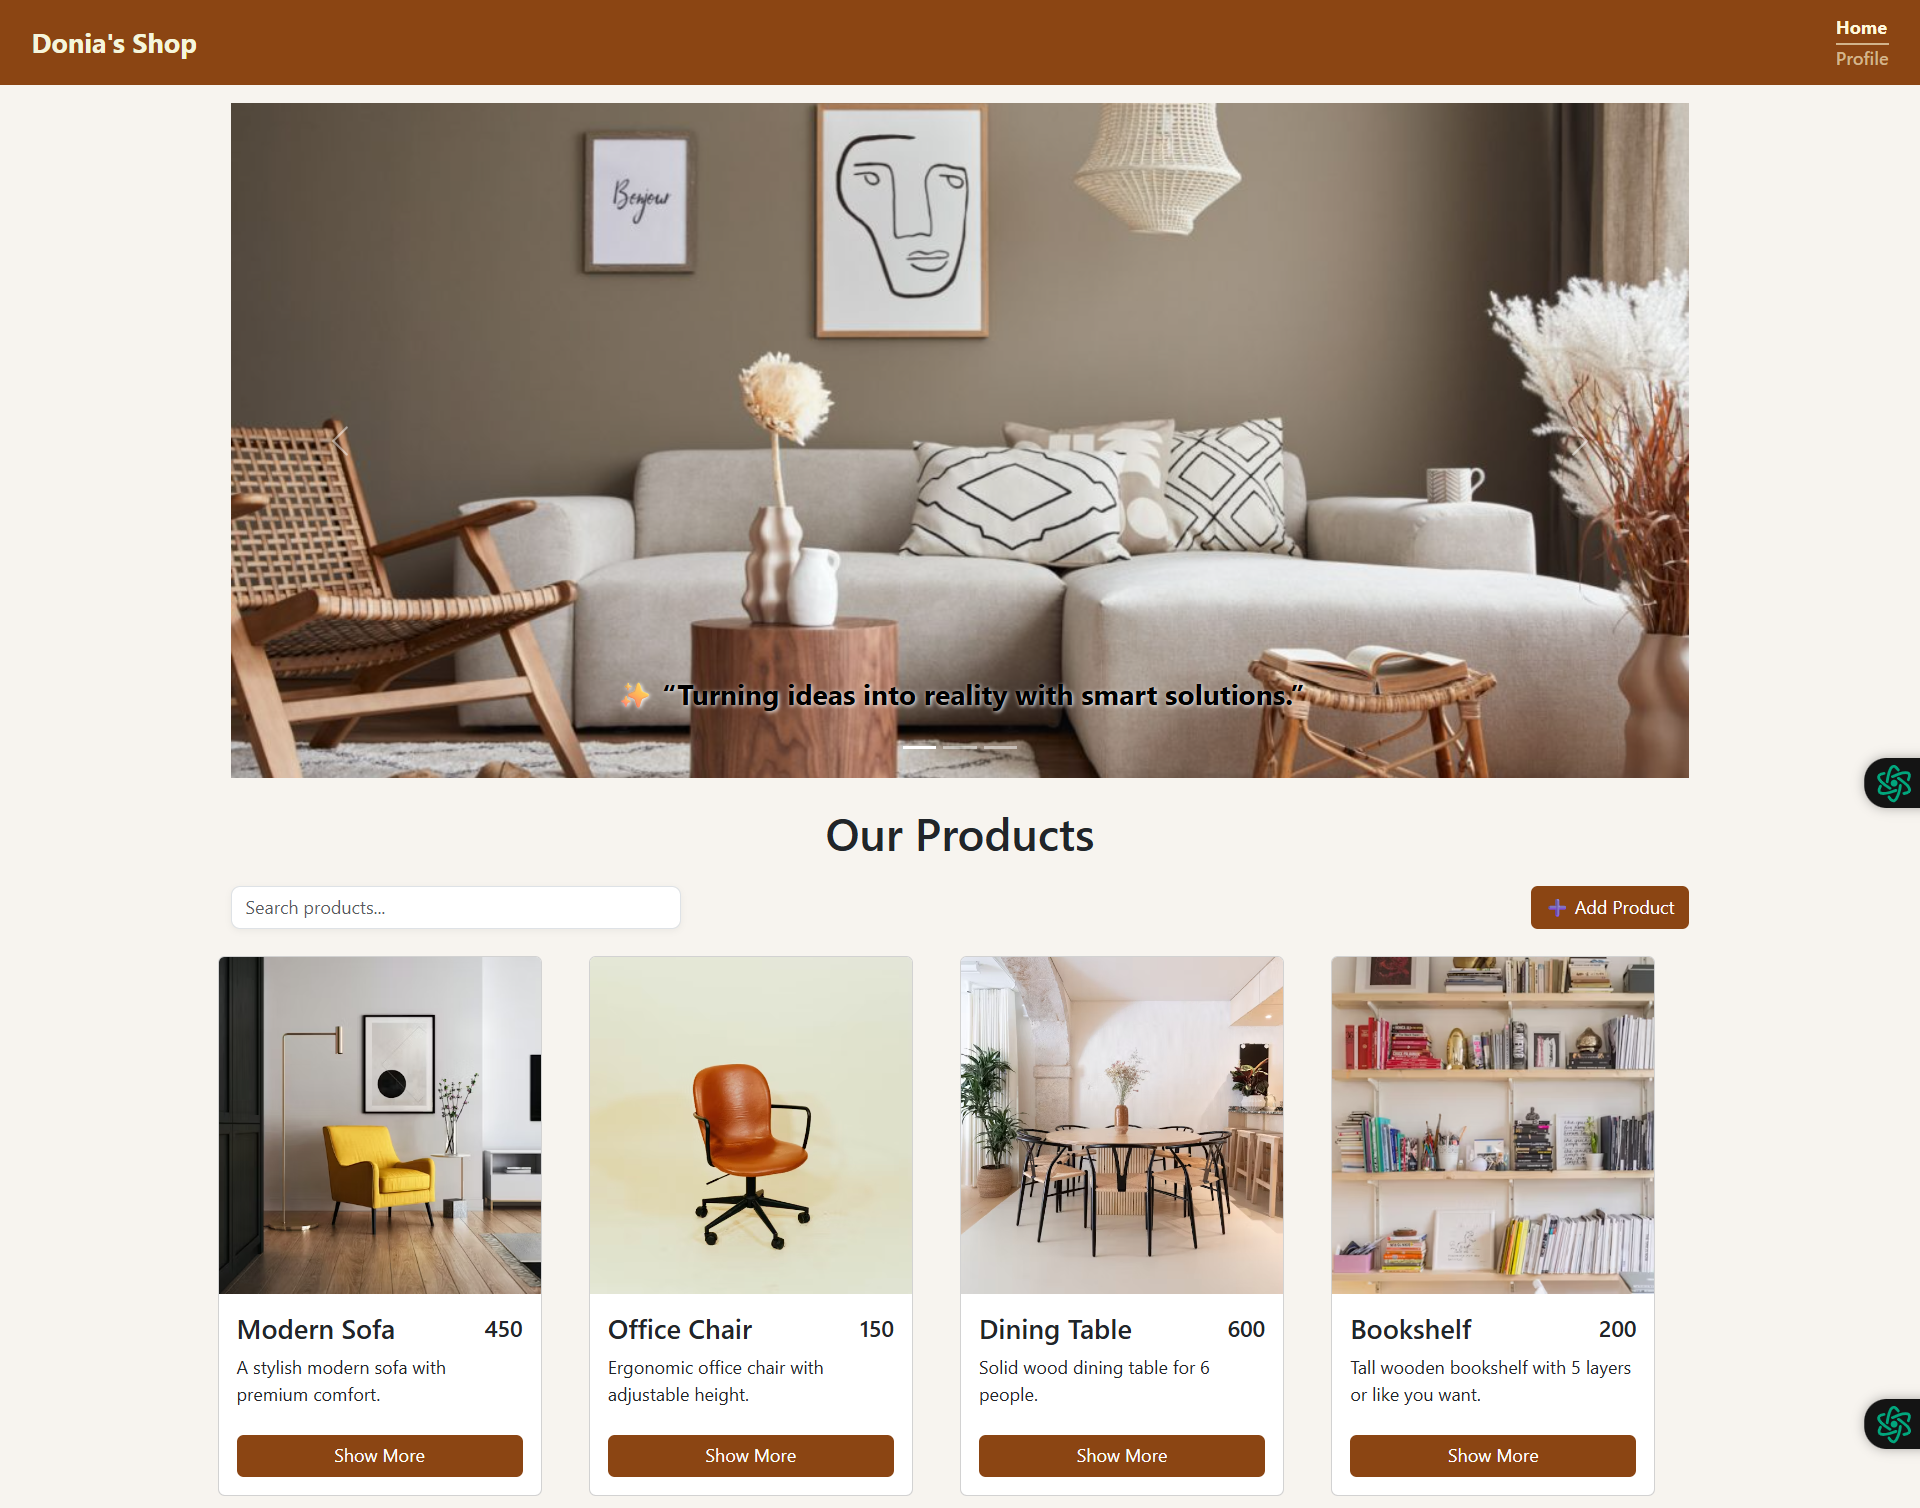 Donia's Shop
Home
Profile
Bonjour
✨ “Turning ideas into reality with smart solutions.”
Our Products
Search products...
➕ Add Product
Modern Sofa 450
A stylish modern sofa with
premium comfort.
Show More
Office Chair 150
Ergonomic office chair with
adjustable height.
Show More
Dining Table 600
Solid wood dining table for 6
people.
Show More
Bookshelf 200
Tall wooden bookshelf with 5 layers
or like you want.
Show More